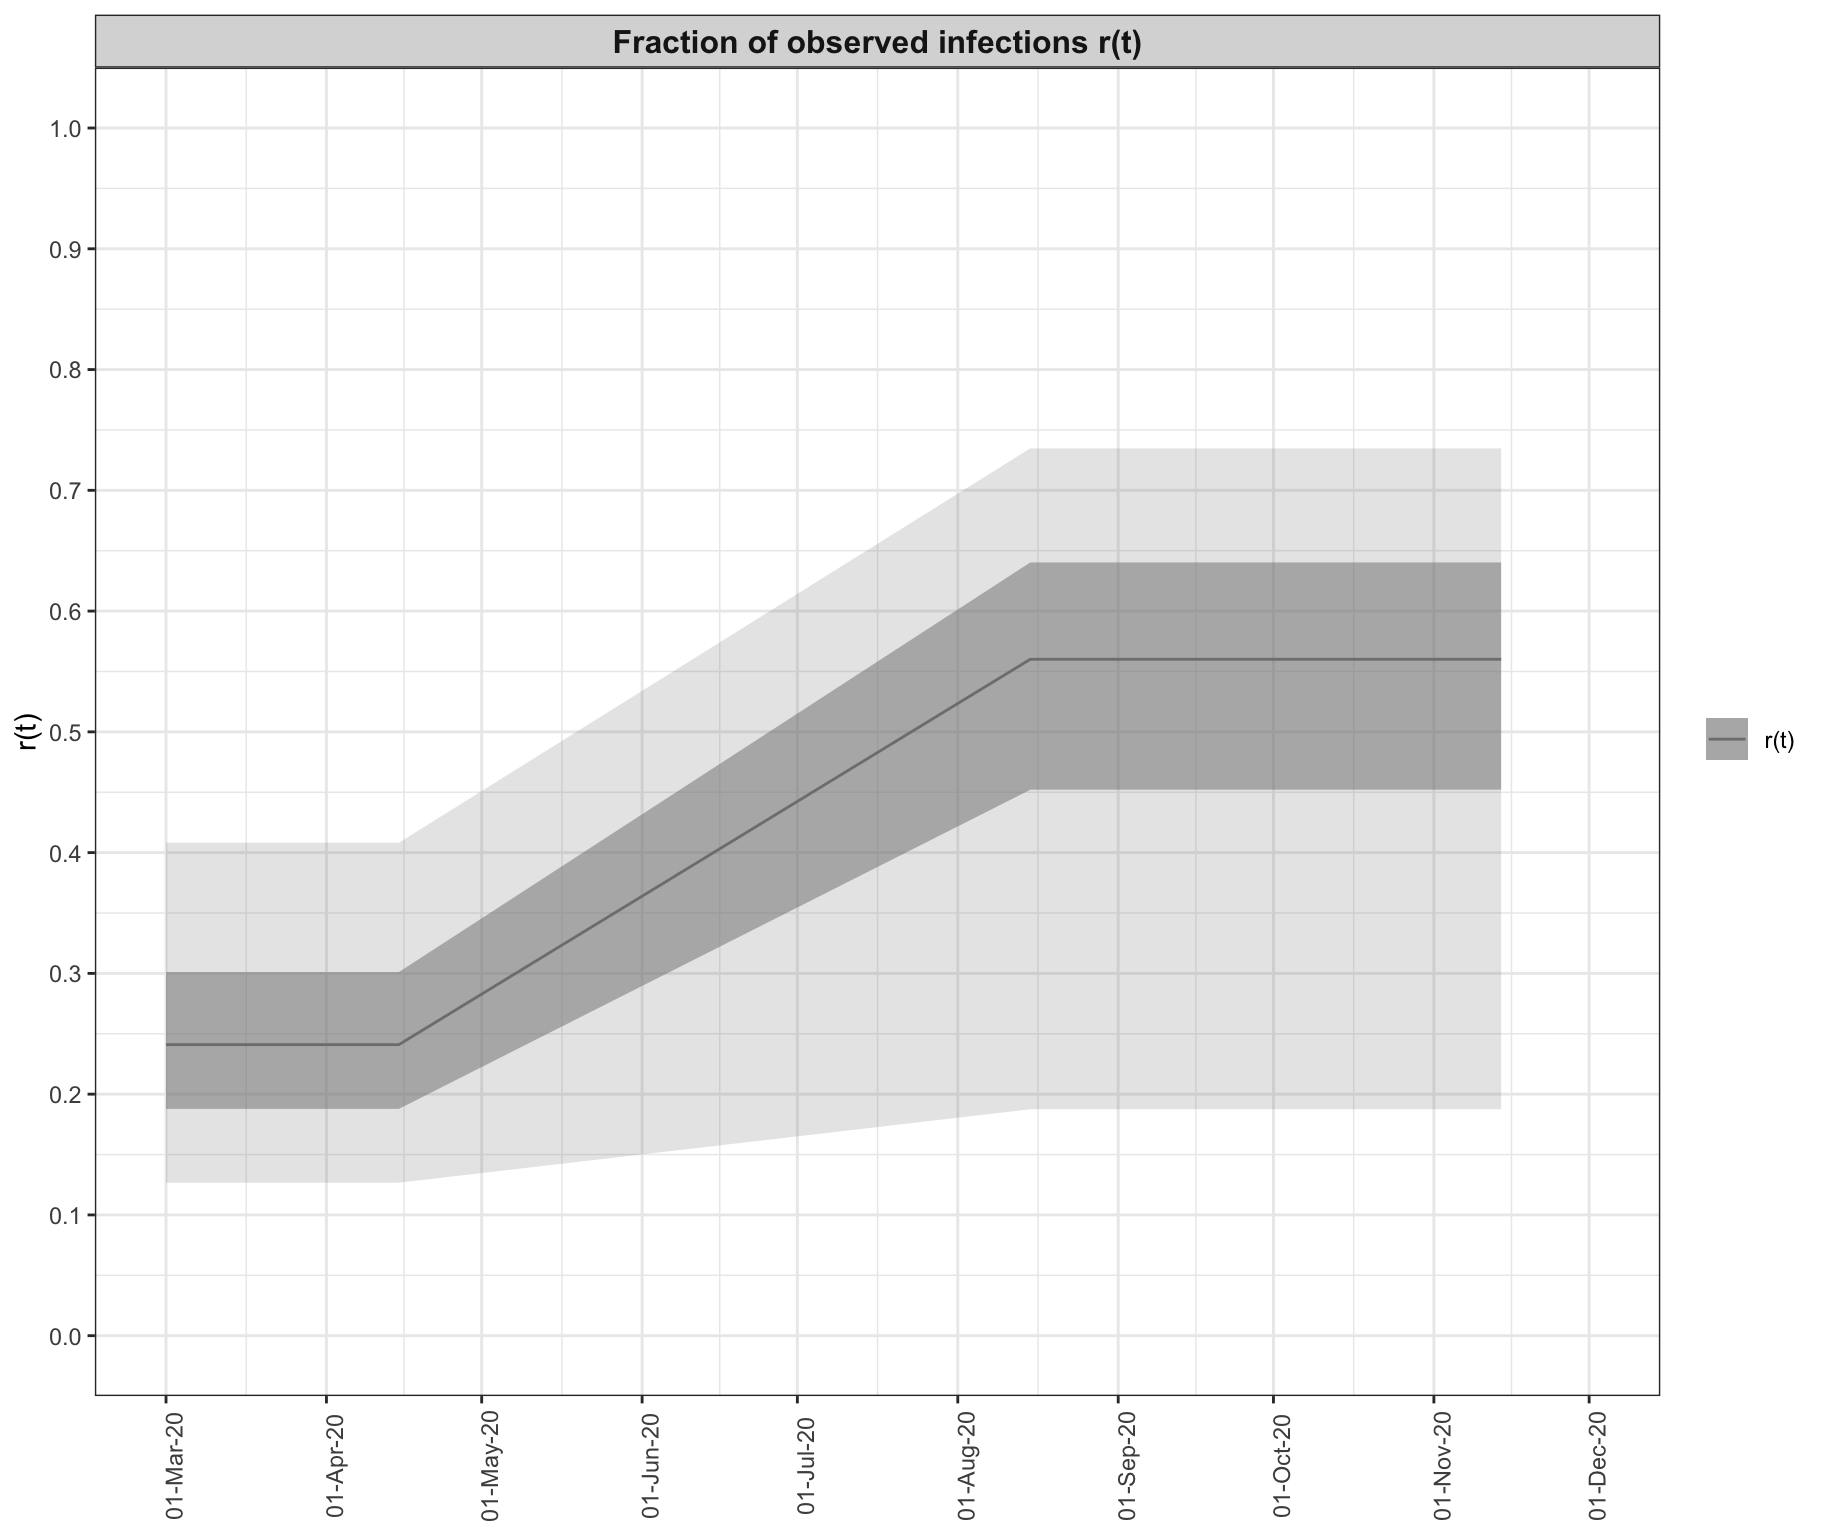 Fraction of observed infections r(t)
1.0
0.9
0.8
0.7
0.6
0.5
0.4
0.3
0.2
0.1
0.0
r(t)
r(t)
01-Mar-20
01-Apr-20
01-May-20
01-Jun-20
01-Jul-20
01-Aug-20
01-Sep-20
01-Oct-20
01-Nov-20
01-Dec-20